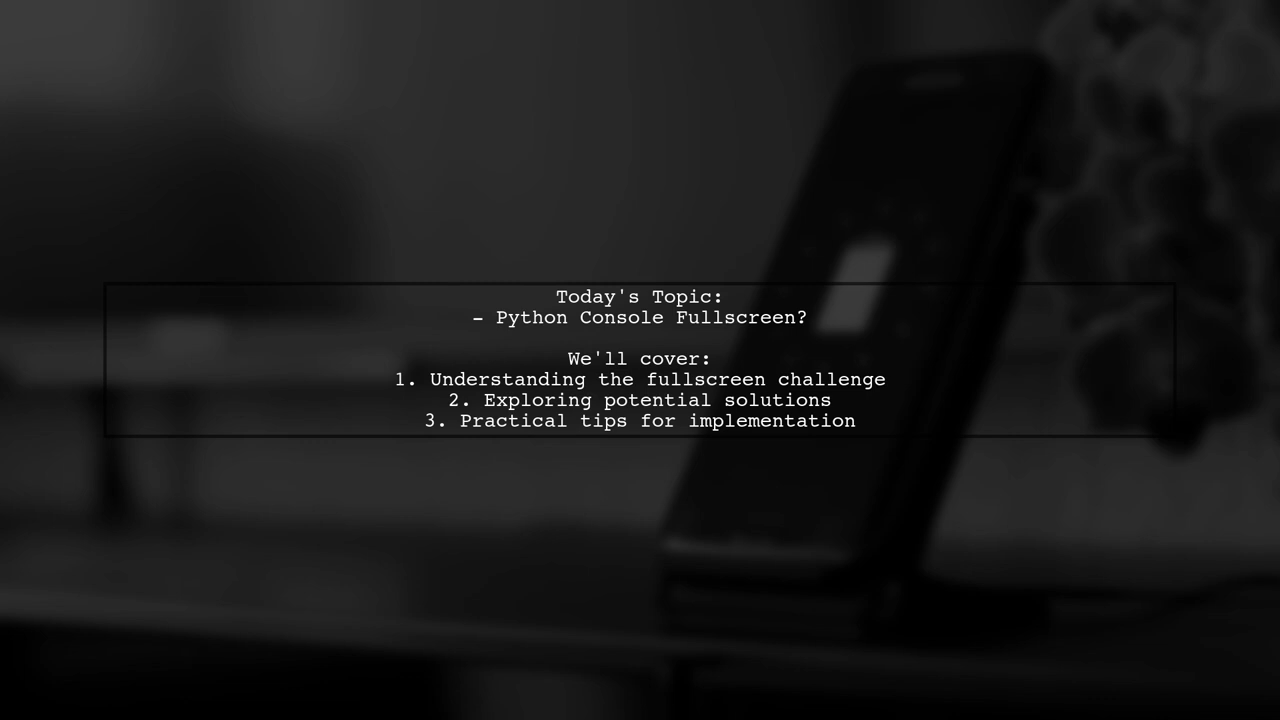 Today's Topic:
– Python Console Fullscreen?
We'll cover:
1. Understanding the fullscreen challenge
2. Exploring potential solutions
3. Practical tips for implementation